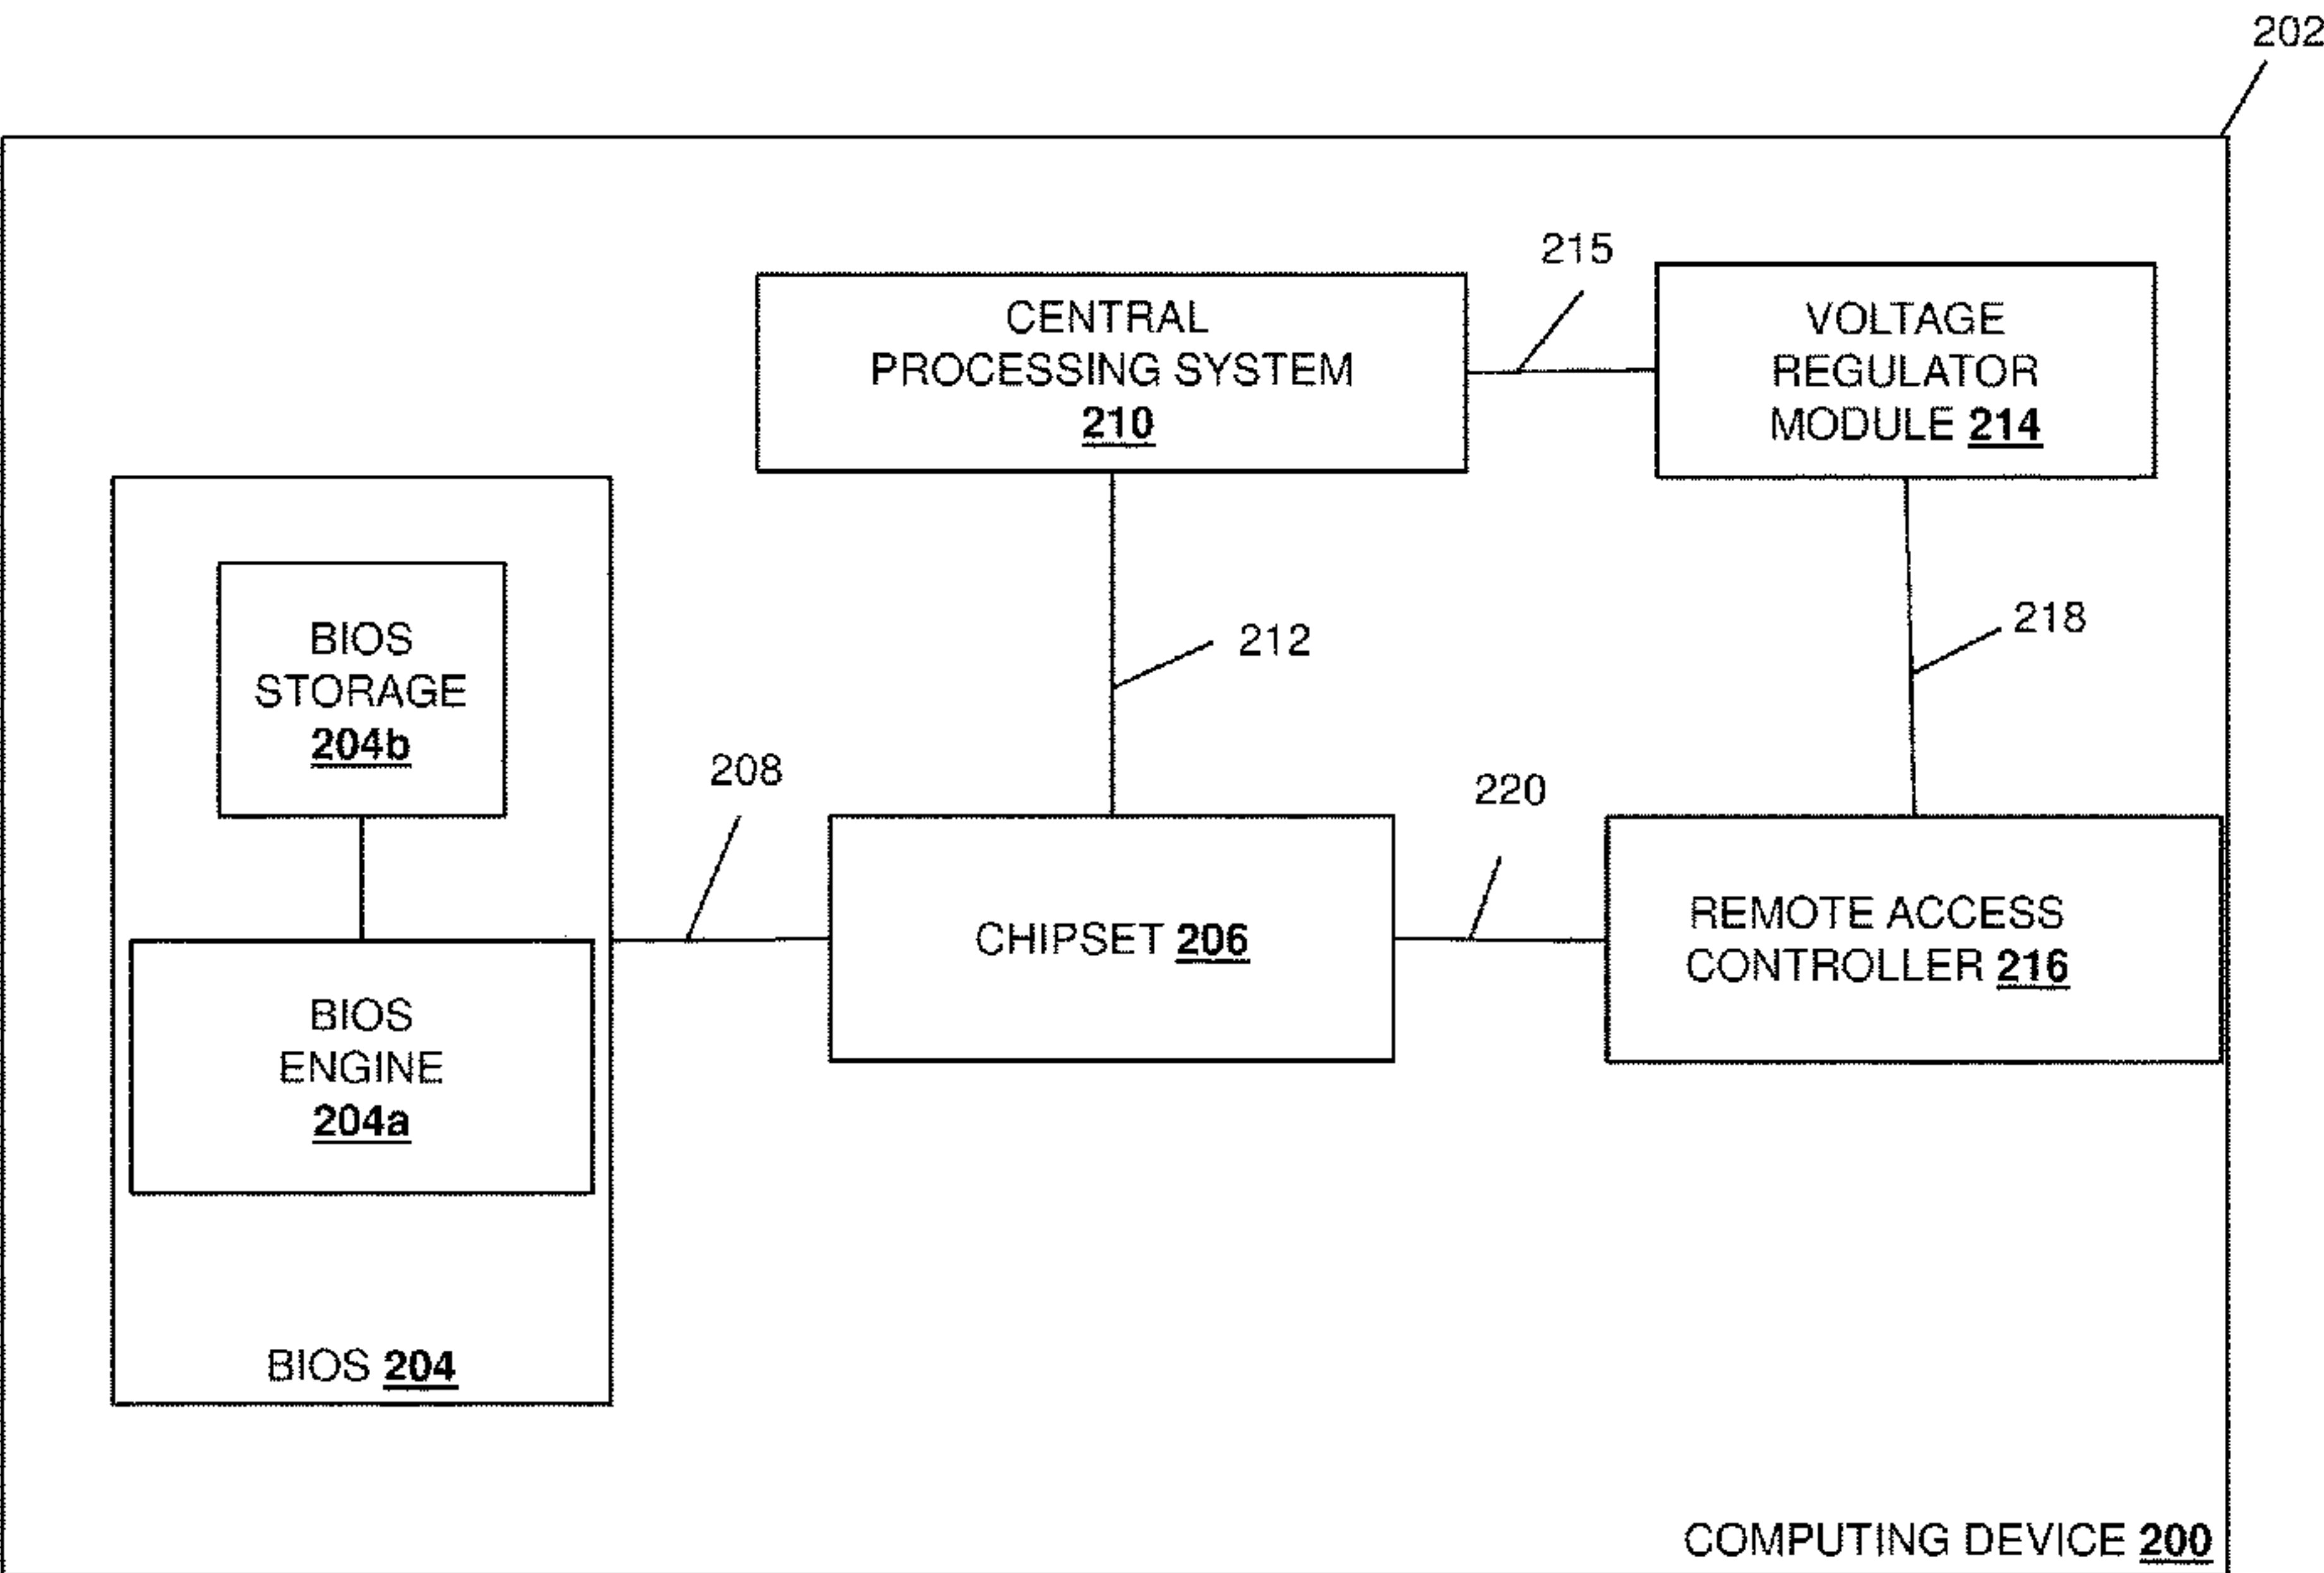 202
215
CENTRAL
PROCESSING SYSTEM
210
VOLTAGE
REGULATOR
MODULE 214
BIOS
STORAGE
204b
212
218
208
220
CHIPSET 206
REMOTE ACCESS
CONTROLLER 216
BIOS
ENGINE
204a
BIOS 204
COMPUTING DEVICE 200